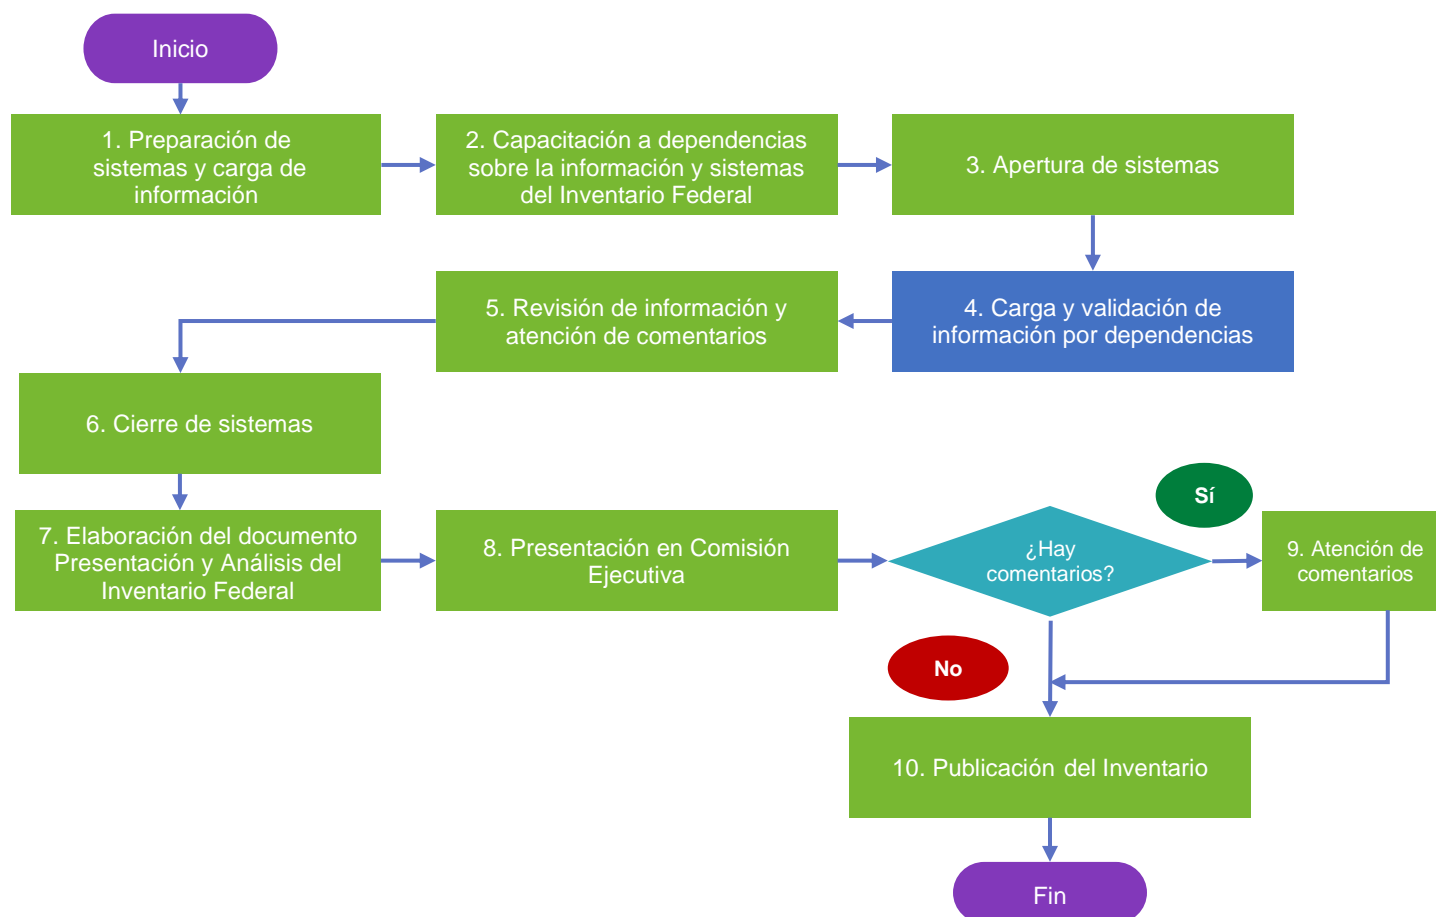 Inicio
1. Preparación de
sistemas y carga de
información
2. Capacitación a dependencias
sobre la información y sistemas
del Inventario Federal
3. Apertura de sistemas
4. Carga y validación de
información por dependencias
5. Revisión de información y
atención de comentarios
6. Cierre de sistemas
7. Elaboración del documento
Presentación y Análisis del
Inventario Federal
8. Presentación en Comisión
Ejecutiva
¿Hay
comentarios?
Sí
9. Atención de
comentarios
No
10. Publicación del Inventario
Fin